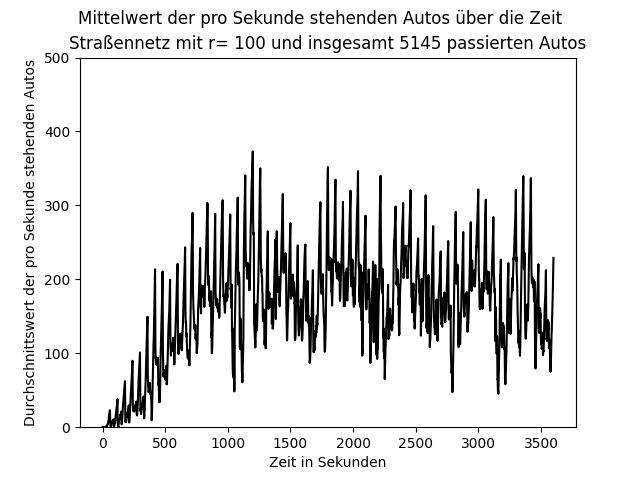 Mittelwert der pro Sekunde stehenden Autos über die Zeit
Straßennetz mit r= 100 und insgesamt 5145 passierten Autos
Durchschnittswert der pro Sekunde stehenden Autos
500
400
300
200
100
0
0 500 1000 1500 2000 2500 3000 3500
Zeit in Sekunden